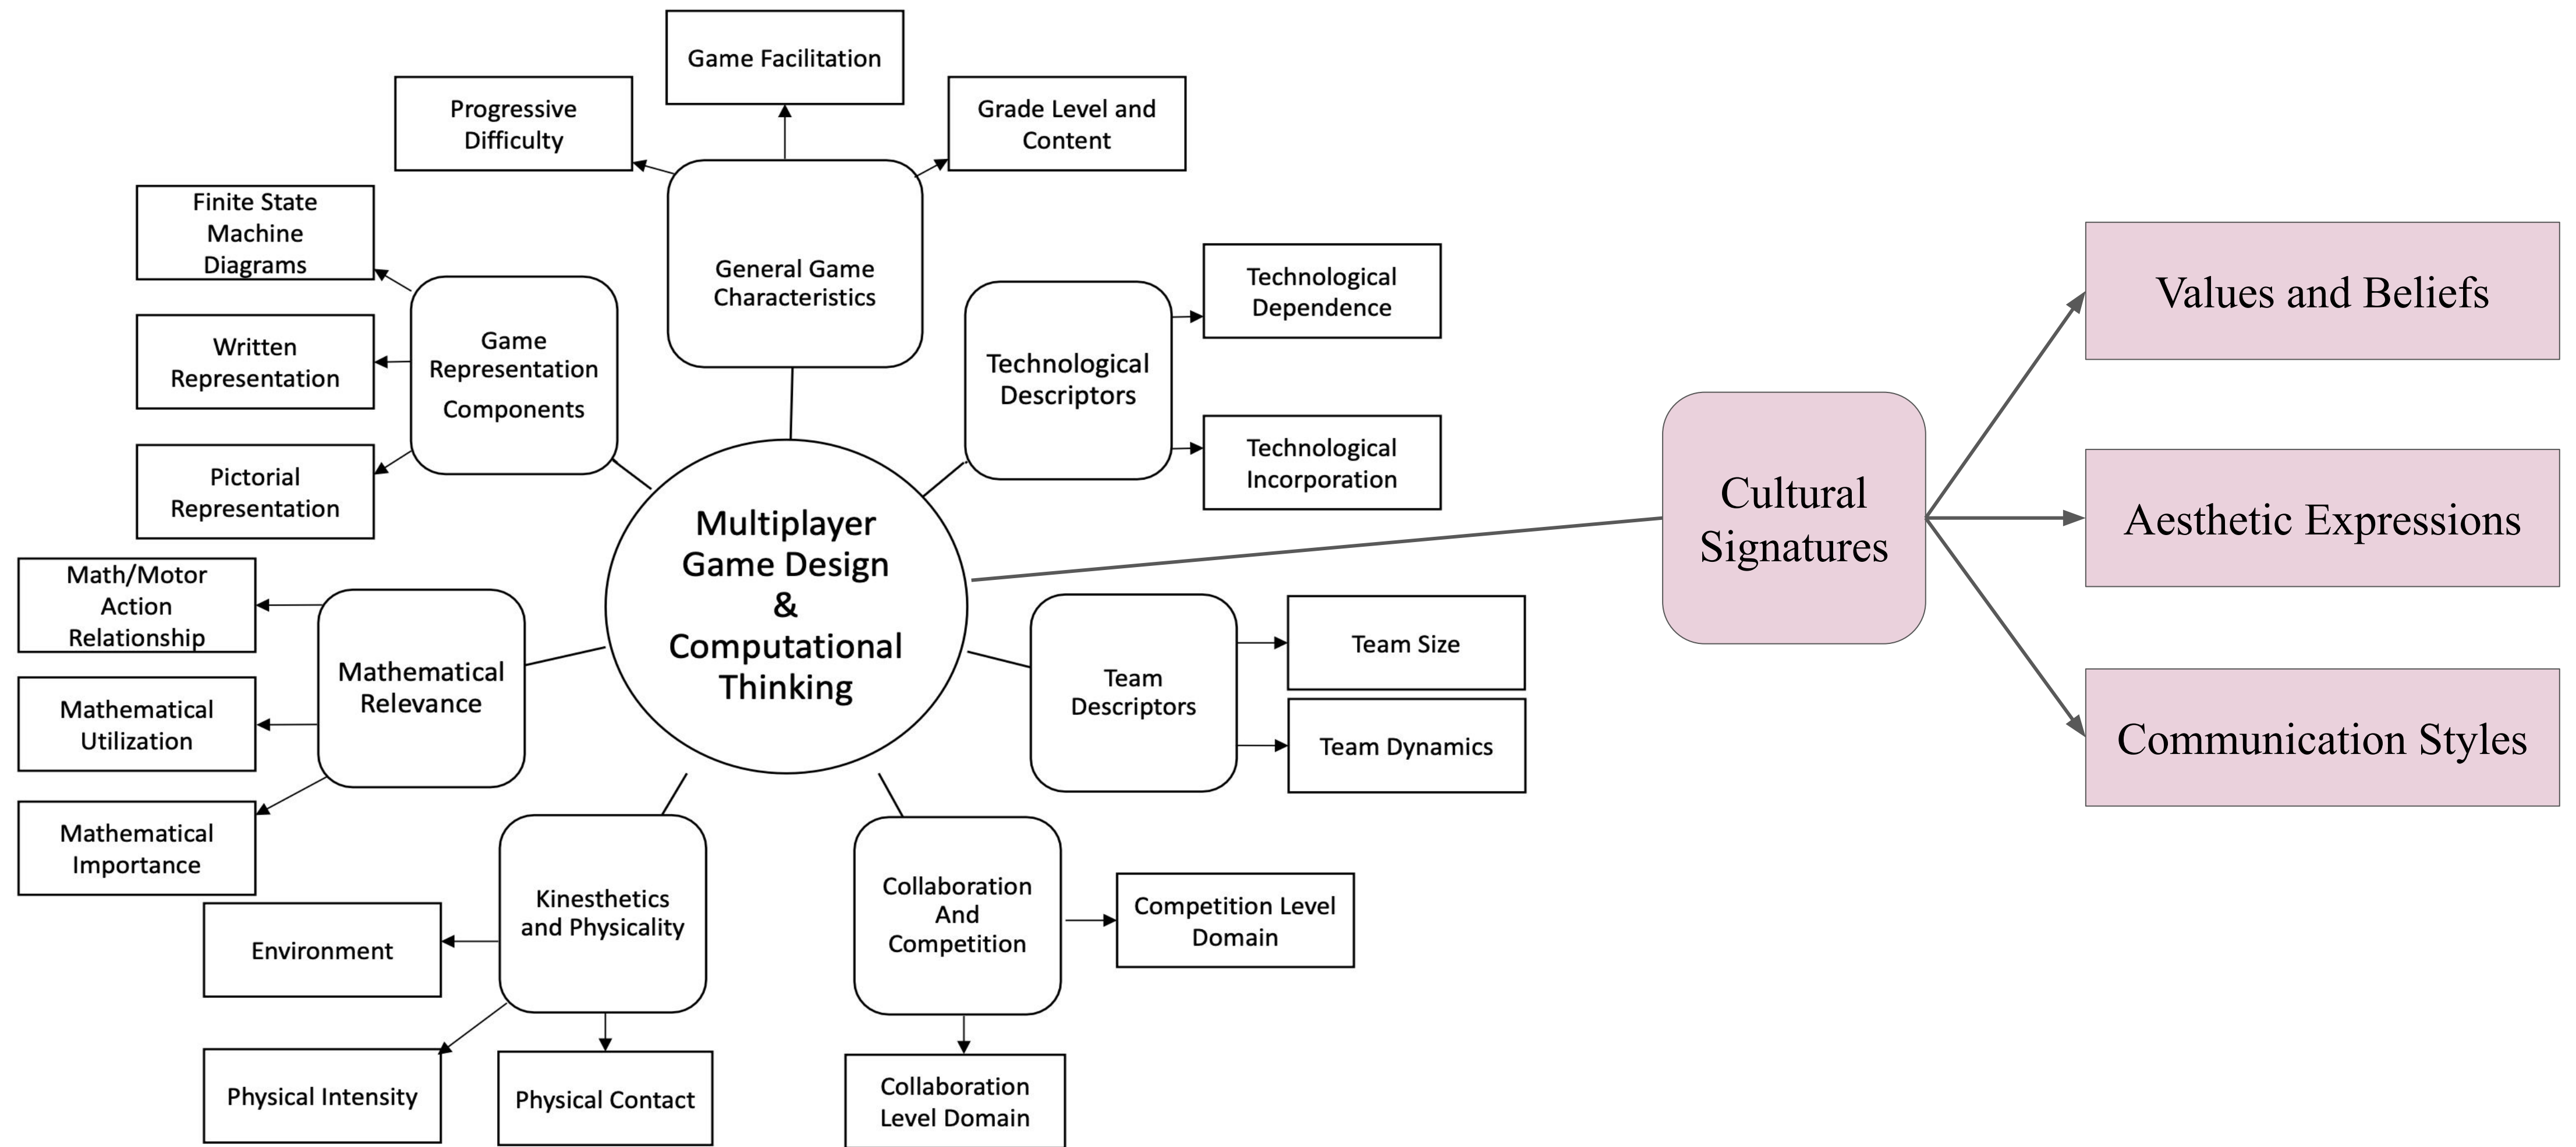 Game Facilitation
Progressive
Difficulty
Grade Level and
Content
General Game
Characteristics
Finite State
Machine
Diagrams
Written
Representation
Pictorial
Representation
Game
Representation
Components
Technological
Descriptors
Technological
Dependence
Technological
Incorporation
Multiplayer
Game Design
&
Computational
Thinking
Cultural
Signatures
Values and Beliefs
Aesthetic Expressions
Communication Styles
Math/Motor
Action
Relationship
Mathematical
Utilization
Mathematical
Importance
Mathematical
Relevance
Team
Descriptors
Team Size
Team Dynamics
Kinesthetics
and Physicality
Environment
Physical Intensity
Physical Contact
Collaboration
And
Competition
Competition Level
Domain
Collaboration
Level Domain